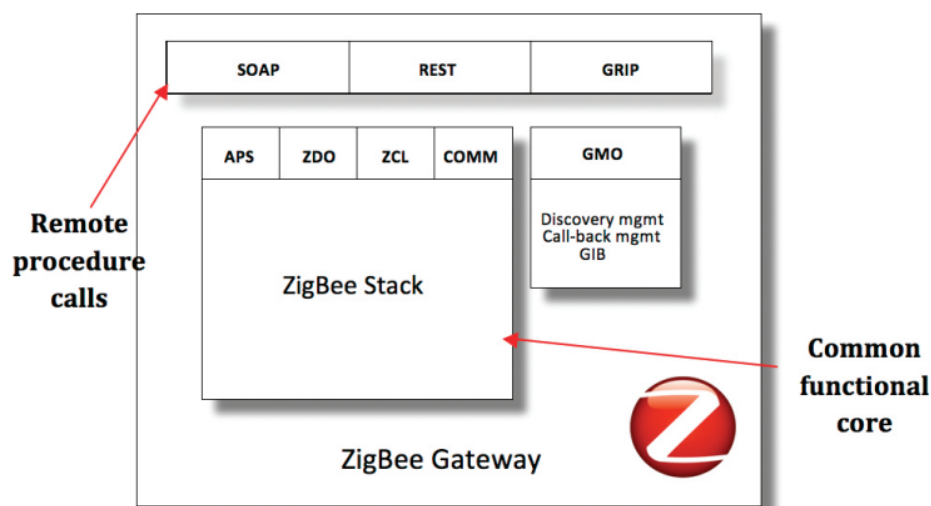 SOAP REST GRIP
APS ZDO ZCL COMM GMO
Discovery mgmt
Call-back mgmt
GIB
Remote
procedure
calls
ZigBee Stack
Common
functional
core
ZigBee Gateway